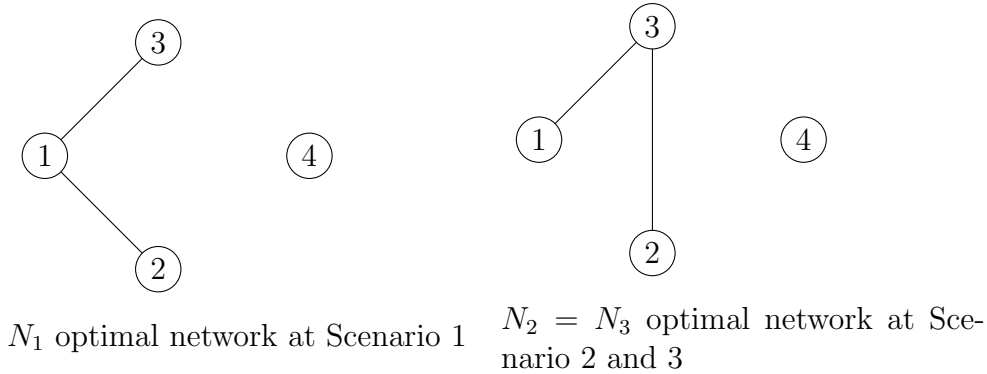 3
1
4
2
N₁ optimal network at Scenario 1
3
1
4
2
N₂ = N₃ optimal network at Sce-
nario 2 and 3